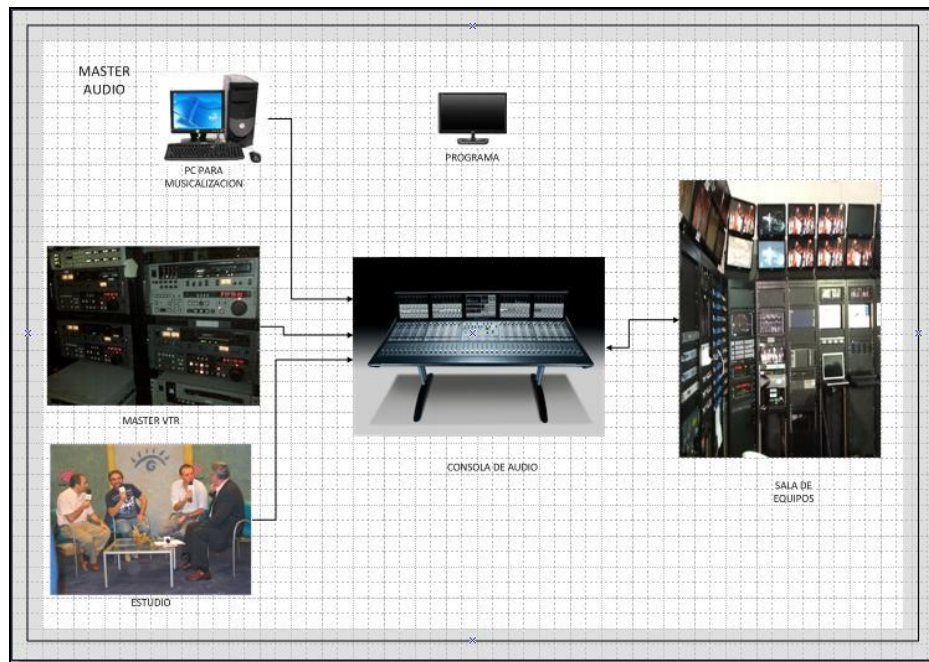 MASTER
AUDIO
PC PARA
MUSICALIZACION
PROGRAMA
MASTER VTR
CONSOLA DE AUDIO
SALA DE
EQUIPOS
ESTUDIO